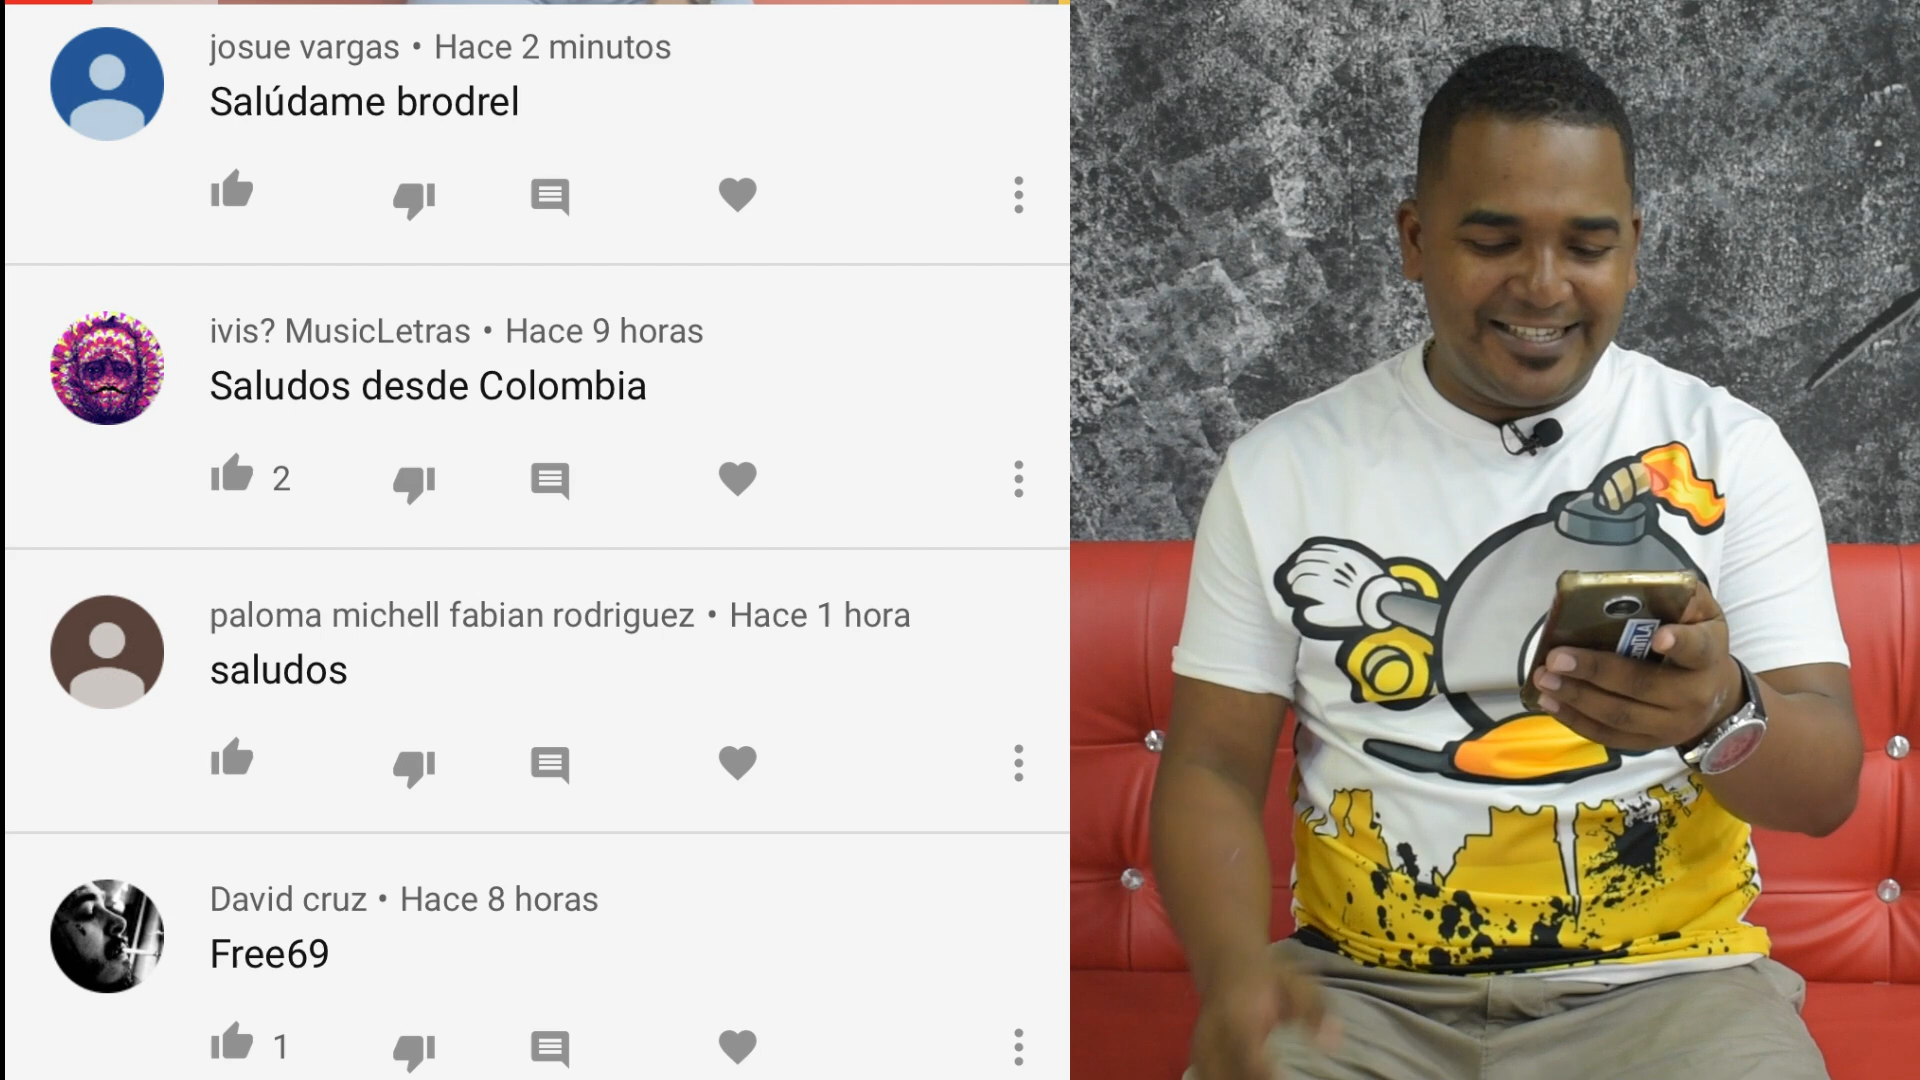 josue vargas • Hace 2 minutos
Salúdame brodrel
ivis? MusicLetras • Hace 9 horas
Saludos desde Colombia
2
paloma michell fabian rodriguez • Hace 1 hora
saludos
David cruz • Hace 8 horas
Free69
1